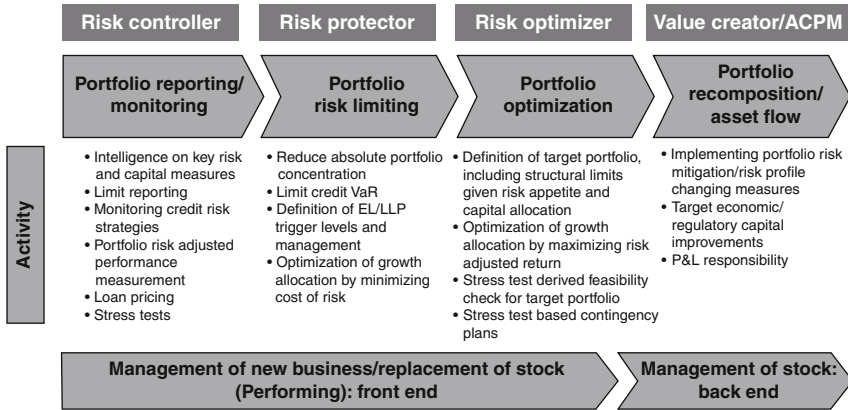 Risk controller
Risk protector
Risk optimizer
Value creator/ACPM
Portfolio reporting/
monitoring
Portfolio
risk limiting
Portfolio
optimization
Portfolio
recomposition/
asset flow
Activity
• Intelligence on key risk
and capital measures
• Limit reporting
• Monitoring credit risk
strategies
• Portfolio risk adjusted
performance
measurement
• Loan pricing
• Stress tests
• Reduce absolute portfolio
concentration
• Limit credit VaR
• Definition of EL/LLP
trigger levels and
management
• Optimization of growth
allocation by minimizing
cost of risk
• Definition of target portfolio,
including structural limits
given risk appetite and
capital allocation
• Optimization of growth
allocation by maximizing risk
adjusted return
• Stress test derived feasibility
check for target portfolio
• Stress test based contingency
plans
• Implementing portfolio risk
mitigation/risk profile
changing measures
• Target economic/
regulatory capital
improvements
• P&L responsibility
Management of new business/replacement of stock
(Performing): front end
Management of stock:
back end